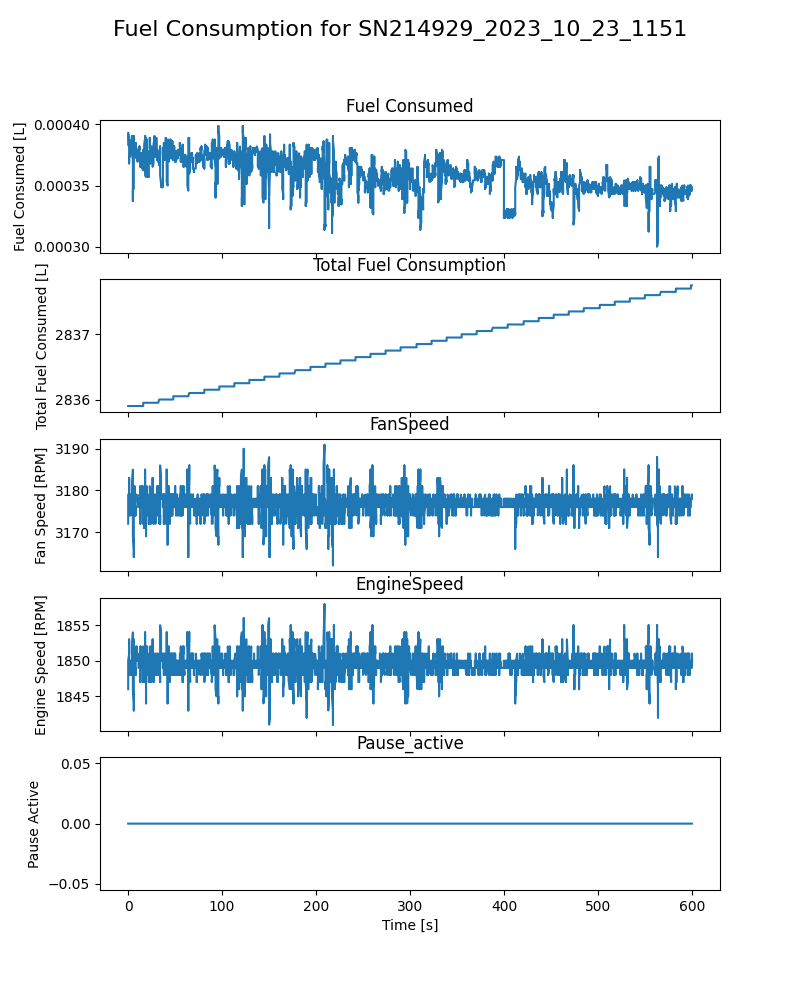 Fuel Consumption for SN214929_2023_10_23_1151
Fuel Consumed
Fuel Consumed [L]
0.00040
0.00035
0.00030
Total Fuel Consumption
Total Fuel Consumed [L]
2837
2836
FanSpeed
Fan Speed [RPM]
3190
3180
3170
EngineSpeed
Engine Speed [RPM]
1855
1850
1845
Pause_active
Pause Active
0.05
0.00
−0.05
0 100 200 300 400 500 600
Time [s]